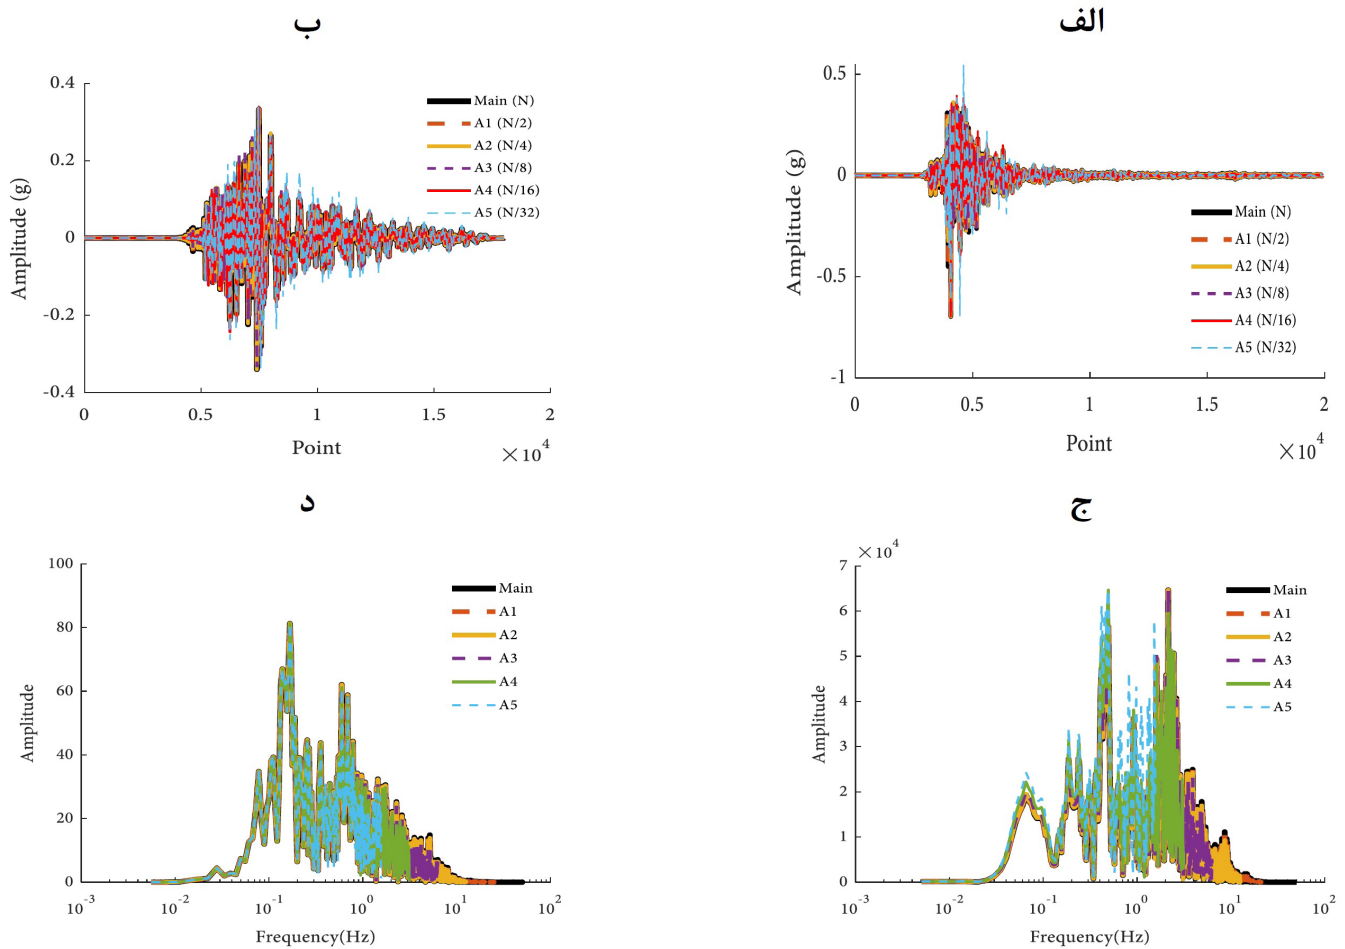 الف
0.5
0
-0.5
-1
Amplitude (g)
Main (N)
A1 (N/2)
A2 (N/4)
A3 (N/8)
A4 (N/16)
A5 (N/32)
0
0.5
1
1.5
2
Point
×10⁴
ب
0.4
0.2
0
-0.2
-0.4
Amplitude (g)
Main (N)
A1 (N/2)
A2 (N/4)
A3 (N/8)
A4 (N/16)
A5 (N/32)
0
0.5
1
1.5
2
Point
×10⁴
ج
×10⁴
7
6
5
4
3
2
1
0
Amplitude
Main
A1
A2
A3
A4
A5
10⁻³
10⁻²
10⁻¹
10⁰
10¹
10²
Frequency(Hz)
د
100
80
60
40
20
0
Amplitude
Main
A1
A2
A3
A4
A5
10⁻³
10⁻²
10⁻¹
10⁰
10¹
10²
Frequency(Hz)